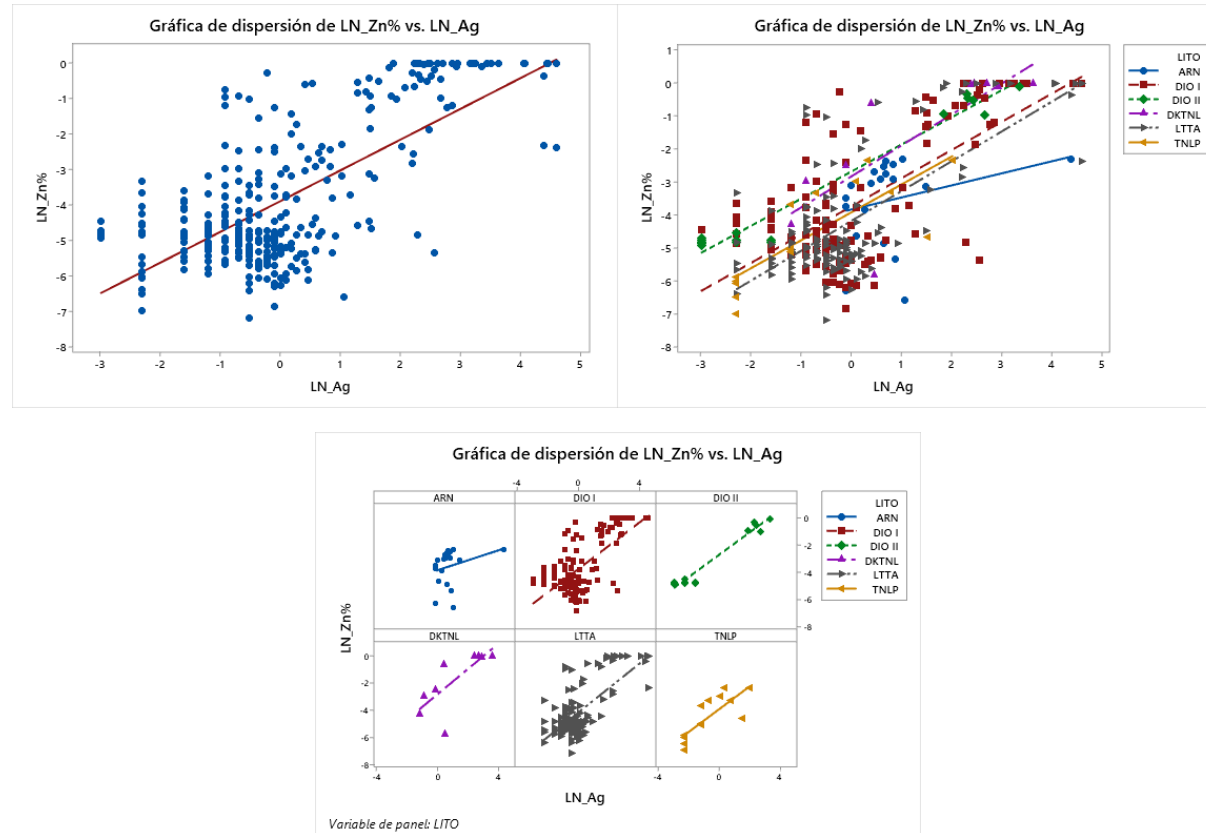 Gráfica de dispersión de LN_Zn% vs. LN_Ag
0
-1
-2
-3
-4
-5
-6
-7
-8
LN_Zn%
-3 -2 -1 0 1 2 3 4 5
LN_Ag
Gráfica de dispersión de LN_Zn% vs. LN_Ag
1
0
-1
-2
-3
-4
-5
-6
-7
-8
LN_Zn%
-3 -2 -1 0 1 2 3 4 5
LN_Ag
LITO
ARN
DIO I
DIO II
DKTNL
LTTA
TNLP
Gráfica de dispersión de LN_Zn% vs. LN_Ag
-4 0 4
ARN DIO I DIO II
0
-2
-4
-6
-8
LN_Zn%
DKTNL LTTA TNLP
0
-2
-4
-6
-8
-4 0 4 -4 0 4
LN_Ag
LITO
ARN
DIO I
DIO II
DKTNL
LTTA
TNLP
Variable de panel: LITO